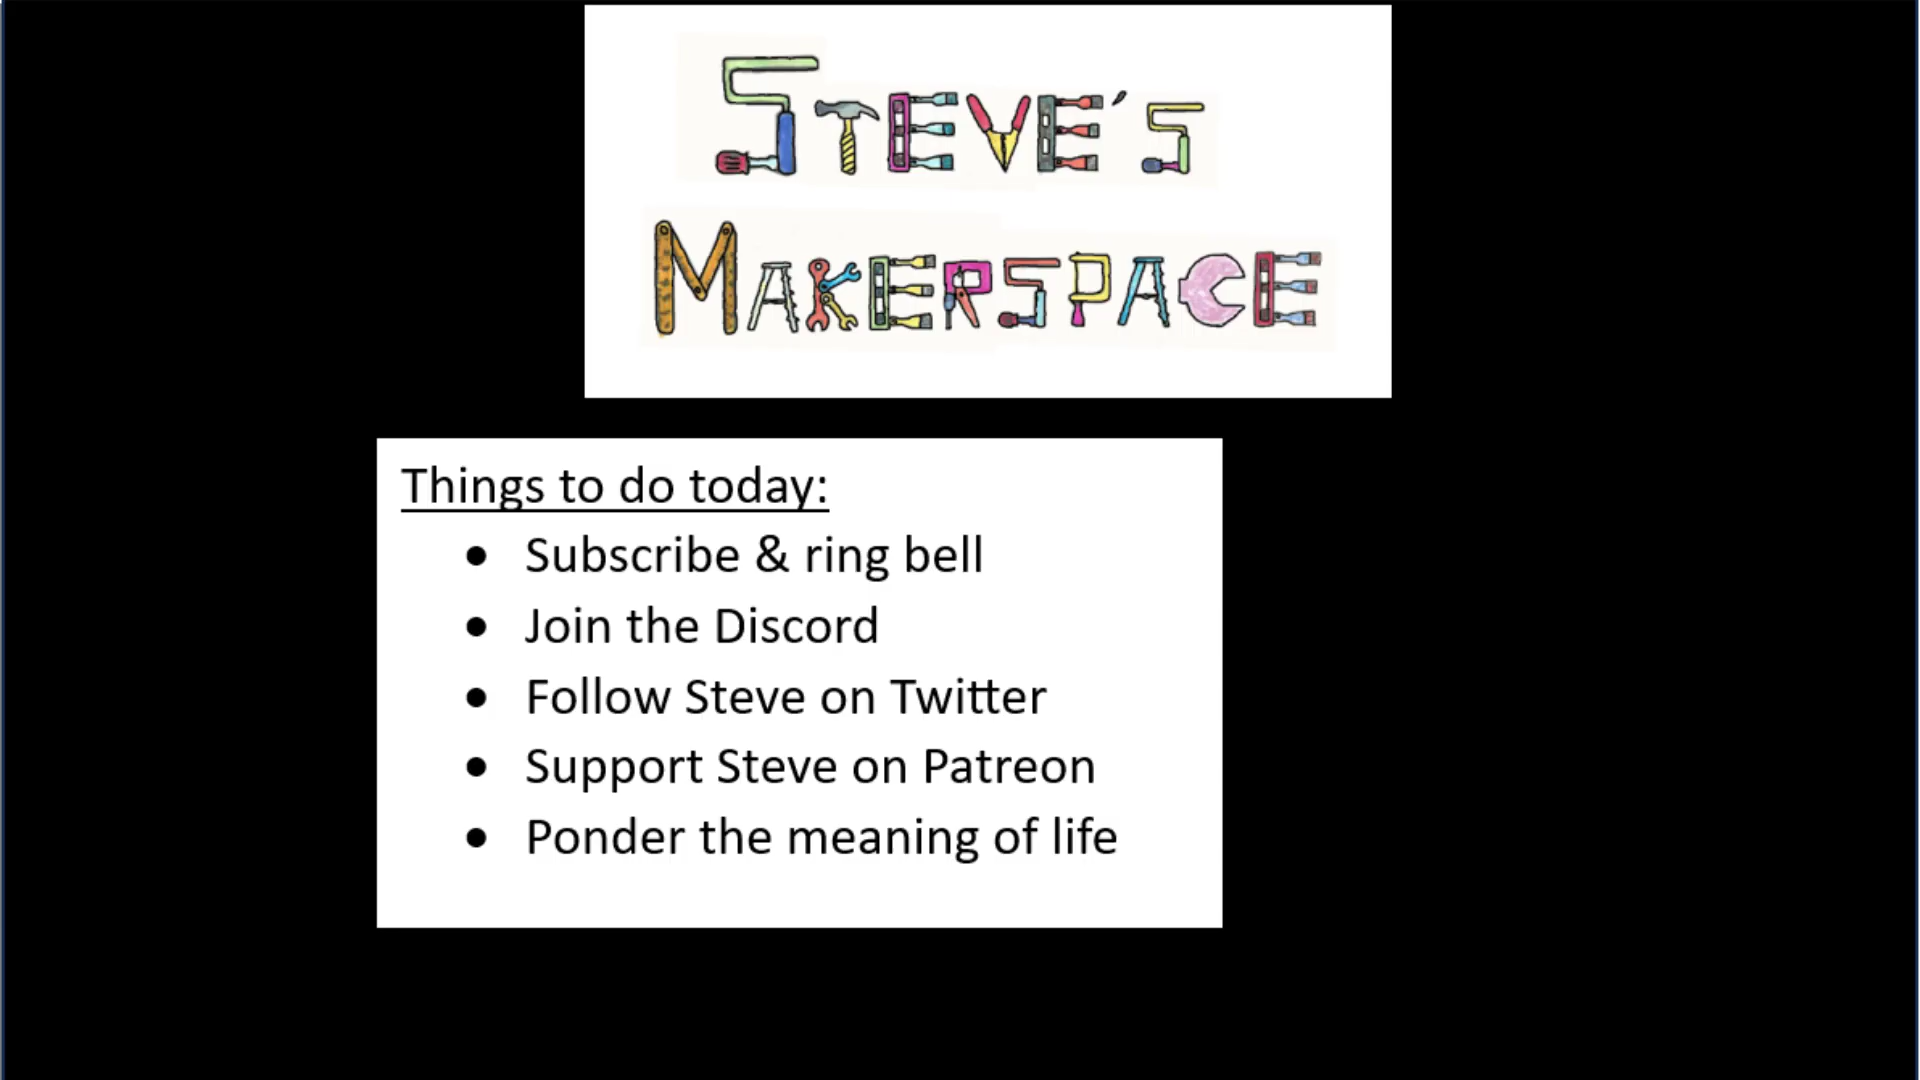 STEVE'S
MAKERSPACE
Things to do today:
• Subscribe & ring bell
• Join the Discord
• Follow Steve on Twitter
• Support Steve on Patreon
• Ponder the meaning of life